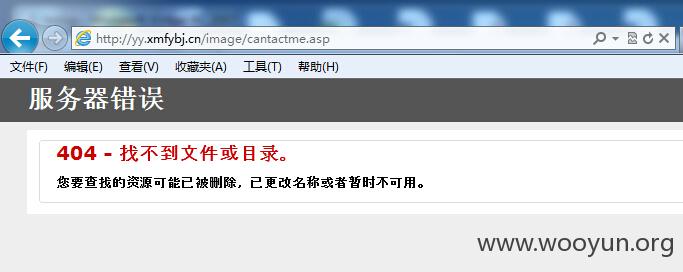 http://yy.xmfybj.cn/image/cantactme.asp
文件(F) 编辑(E) 查看(V) 收藏夹(A) 工具(T) 帮助(H)
服务器错误
404 - 找不到文件或目录。
您要查找的资源可能已被删除，已更改名称或者暂时不可用。
www.wooyun.org